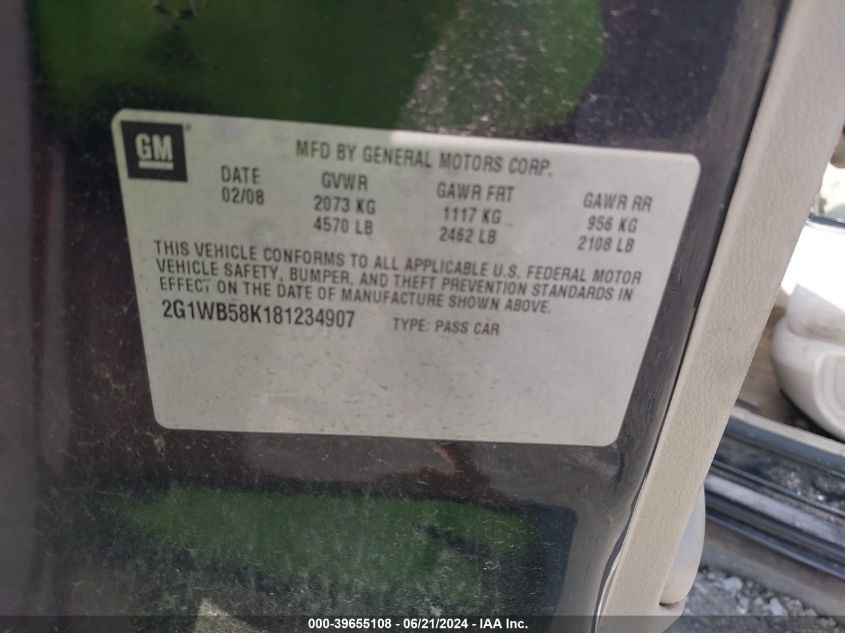 GM
MFD BY GENERAL MOTORS CORP.
DATE GVWR GAWR FRT GAWR RR
02/08 2073 KG 1117 KG 956 KG
4570 LB 2462 LB 2108 LB
THIS VEHICLE CONFORMS TO ALL APPLICABLE U.S. FEDERAL MOTOR
VEHICLE SAFETY, BUMPER, AND THEFT PREVENTION STANDARDS IN
EFFECT ON THE DATE OF MANUFACTURE SHOWN ABOVE.
2G1WB58K181234907 TYPE: PASS CAR
000-39655108 - 06/21/2024 - IAA Inc.